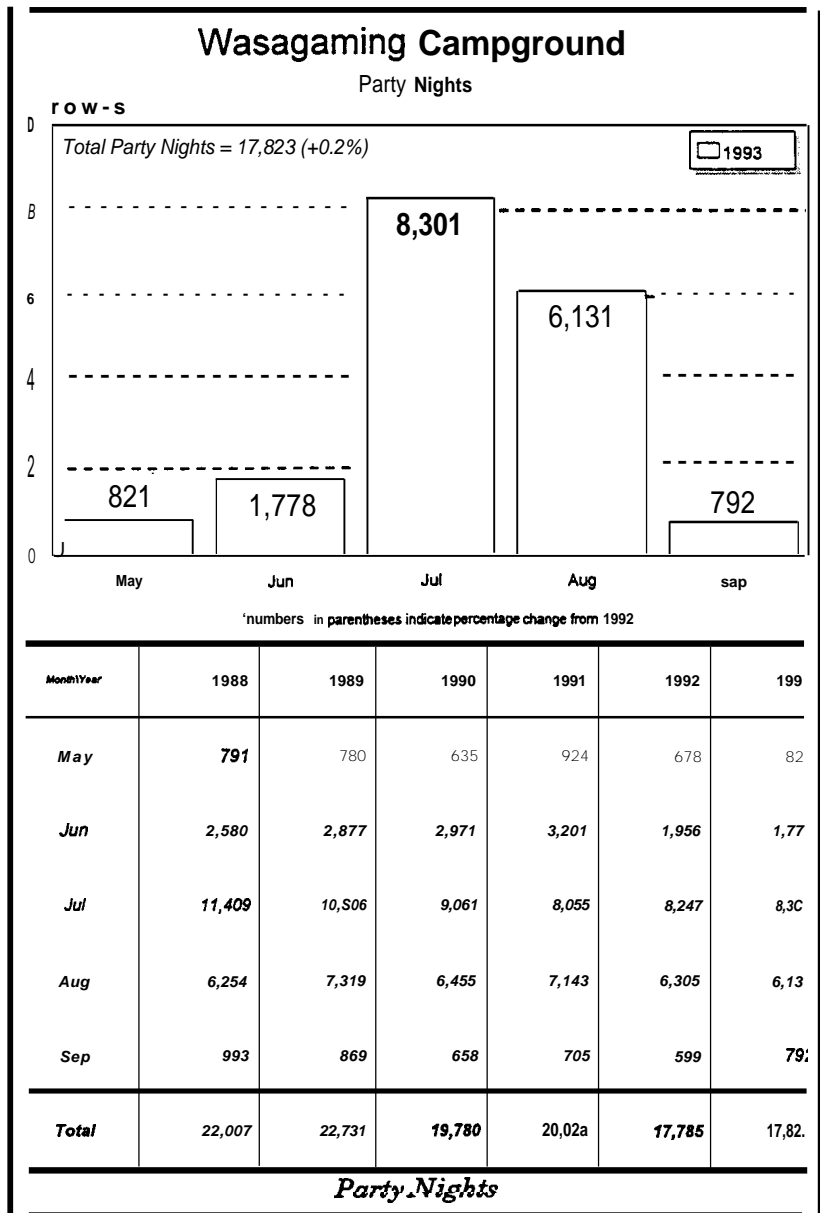 Wasagaming Campground
Party Nights
row-s
D
Total Party Nights = 17,823 (+0.2%)
1993
B
8,301
6
6,131
4
2
821
1,778
792
0
May Jun Jul Aug sap
'numbers in parentheses indicate percentage change from 1992
Month\Year 1988 1989 1990 1991 1992 199
May 791 780 635 924 678 82
Jun 2,580 2,877 2,971 3,201 1,956 1,77
Jul 11,409 10,S06 9,061 8,055 8,247 8,3C
Aug 6,254 7,319 6,455 7,143 6,305 6,13
Sep 993 869 658 705 599 792
Total 22,007 22,731 19,780 20,02a 17,785 17,82.
Party Nights